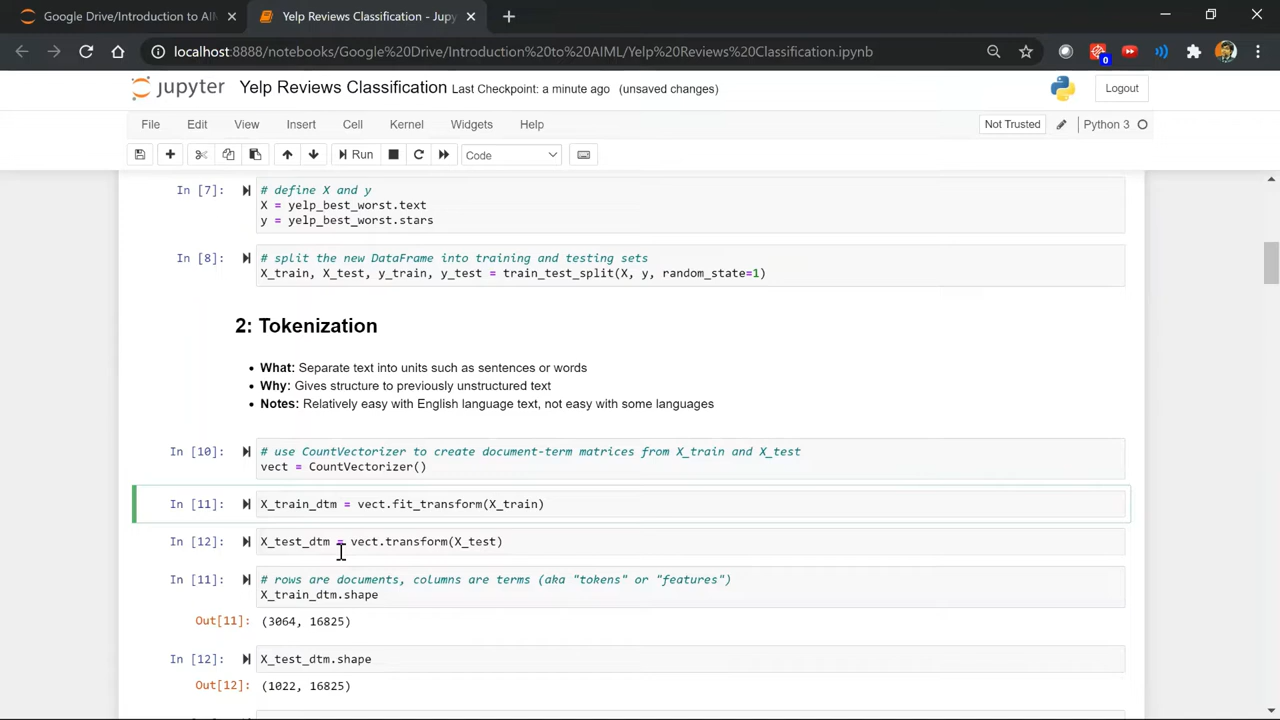 Google Drive/Introduction to AIM
Yelp Reviews Classification - Jup
localhost:8888/notebooks/Google%20Drive/Introduction%20to%20AIML/Yelp%20Reviews%20Classification.ipynb
0
jupyter
Yelp Reviews Classification Last Checkpoint: a minute ago (unsaved changes)
Logout
File Edit View Insert Cell Kernel Widgets Help
Not Trusted
Python 3
Run
Code
In [7]:
# define X and y
X = yelp_best_worst.text
y = yelp_best_worst.stars
In [8]:
# split the new DataFrame into training and testing sets
X_train, X_test, y_train, y_test = train_test_split(X, y, random_state=1)
2: Tokenization
• What: Separate text into units such as sentences or words
• Why: Gives structure to previously unstructured text
• Notes: Relatively easy with English language text, not easy with some languages
In [10]:
# use CountVectorizer to create document-term matrices from X_train and X_test
vect = CountVectorizer()
In [11]:
X_train_dtm = vect.fit_transform(X_train)
In [12]:
X_test_dtm = vect.transform(X_test)
In [11]:
# rows are documents, columns are terms (aka "tokens" or "features")
X_train_dtm.shape
Out[11]:
(3064, 16825)
In [12]:
X_test_dtm.shape
Out[12]:
(1022, 16825)